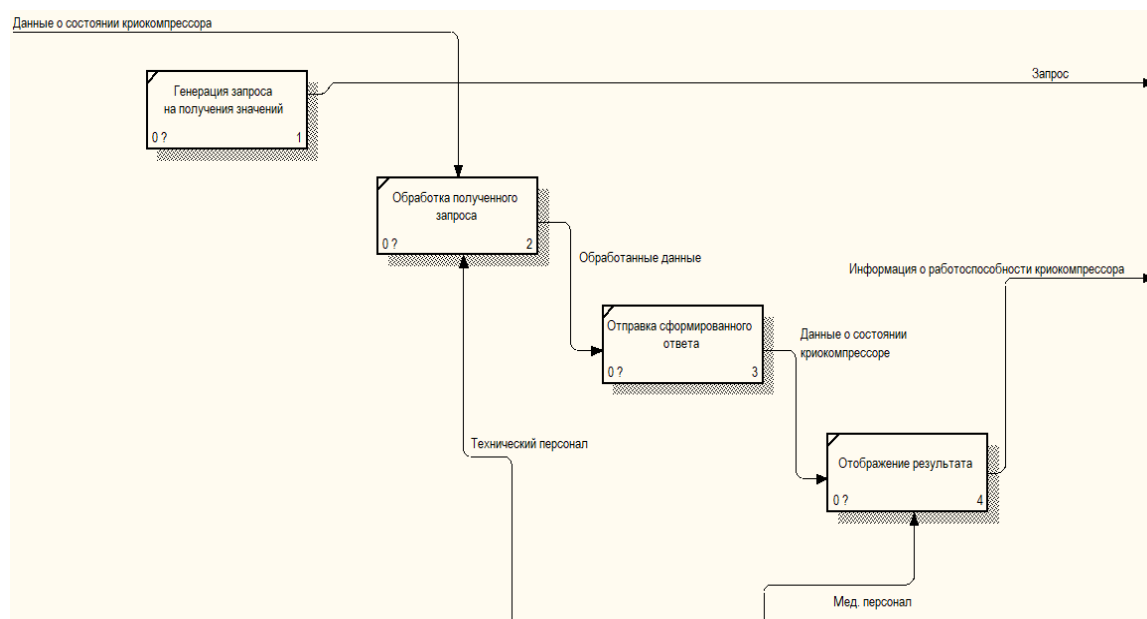 Данные о состоянии криокомпрессора
Запрос
Генерация запроса
на получения значений
0 ? 1
Обработка полученного
запроса
0 ? 2
Обработанные данные
Информация о работоспособности криокомпрессора
Отправка сформированного
ответа
0 ? 3
Данные о состоянии
криокомпрессоре
Технический персонал
Отображение результата
0 ? 4
Мед. персонал